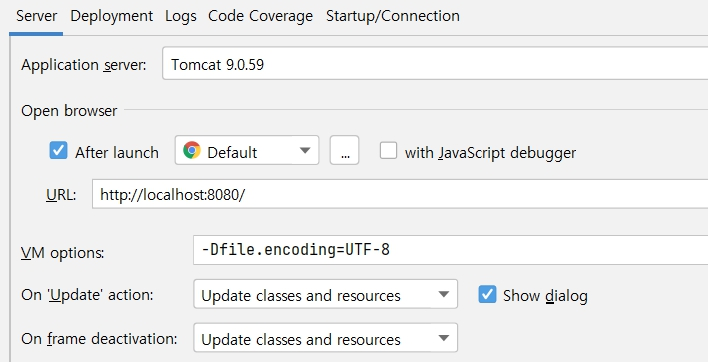 Server Deployment Logs Code Coverage Startup/Connection
Application server: Tomcat 9.0.59
Open browser
After launch Default ... with JavaScript debugger
URL: http://localhost:8080/
VM options: -Dfile.encoding=UTF-8
On 'Update' action: Update classes and resources Show dialog
On frame deactivation: Update classes and resources